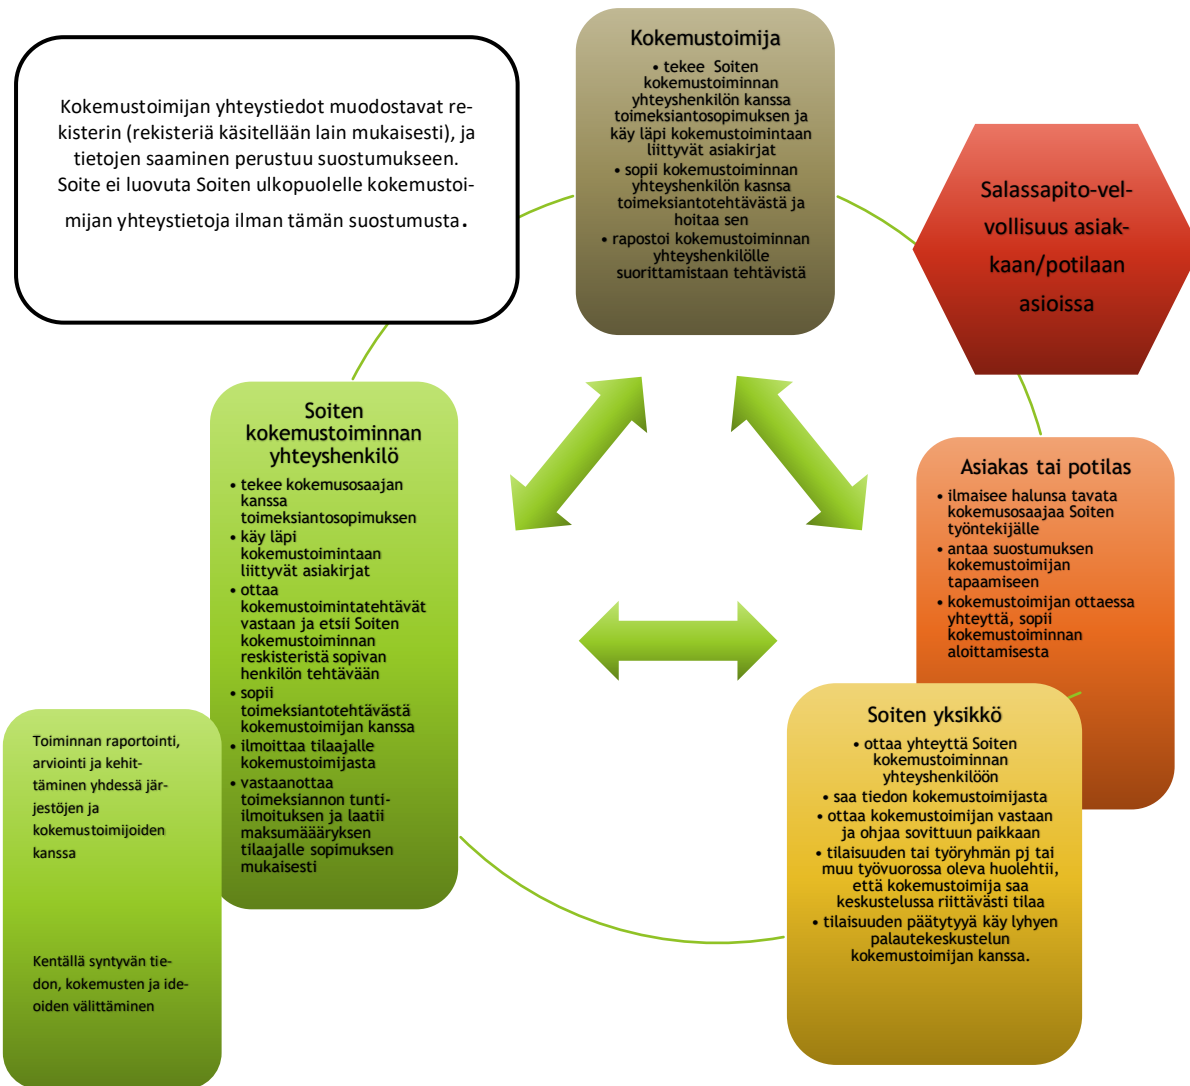 Kokemustoimijan yhteystiedot muodostavat re-
kisterin (rekisteriä käsitellään lain mukaisesti), ja
tietojen saaminen perustuu suostumukseen.
Soite ei luovuta Soiten ulkopuolelle kokemustoi-
mijan yhteystietoja ilman tämän suostumusta.
Kokemustoimija
• tekee Soiten
kokemustoiminnan
yhteyshenkilön kanssa
toimeksiantosopimuksen ja
käy läpi kokemustoimintaan
liittyvät asiakirjat
• sopii kokemustoiminnan
yhteyshenkilön kasnsa
toimeksiantotehtävästä ja
hoitaa sen
• rapostoi kokemustoiminnan
yhteyshenkilölle
suorittamistaan tehtävistä
Salassapito-vel-
vollisuus asiak-
kaan/potilaan
asioissa
Soiten
kokemustoiminnan
yhteyshenkilö
• tekee kokemusosaajan
kanssa
toimeksiantosopimuksen
• käy läpi
kokemustoimintaan
liittyvät asiakirjat
• ottaa
kokemustoimintatehtävät
vastaan ja etsii Soiten
kokemustoiminnan
reskisteristä sopivan
henkilön tehtävään
• sopii
toimeksiantotehtävästä
kokemustoimijan kanssa
• ilmoittaa tilaajalle
kokemustoimijasta
• vastaanottaa
toimeksiannon tunti-
ilmoituksen ja laatii
maksumäääryksen
tilaajalle sopimuksen
mukaisesti
Asiakas tai potilas
• ilmaisee halunsa tavata
kokemusosaajaa Soiten
työntekijälle
• antaa suostumuksen
kokemustoimijan
tapaamiseen
• kokemustoimijan ottaessa
yhteyttä, sopii
kokemustoiminnan
aloittamisesta
Soiten yksikkö
• ottaa yhteyttä Soiten
kokemustoiminnan
yhteyshenkilöön
• saa tiedon kokemustoimijasta
• ottaa kokemustoimijan vastaan
ja ohjaa sovittuun paikkaan
• tilaisuuden tai työryhmän pj tai
muu työvuorossa oleva huolehtii,
että kokemustoimija saa
keskustelussa riittävästi tilaa
• tilaisuuden päätytyyä käy lyhyen
palautekeskustelun
kokemustoimijan kanssa.
Toiminnan raportointi,
arviointi ja kehit-
täminen yhdessä jär-
jestöjen ja
kokemustoimijoiden
kanssa
Kentällä syntyvän tie-
don, kokemusten ja ide-
oiden välittäminen